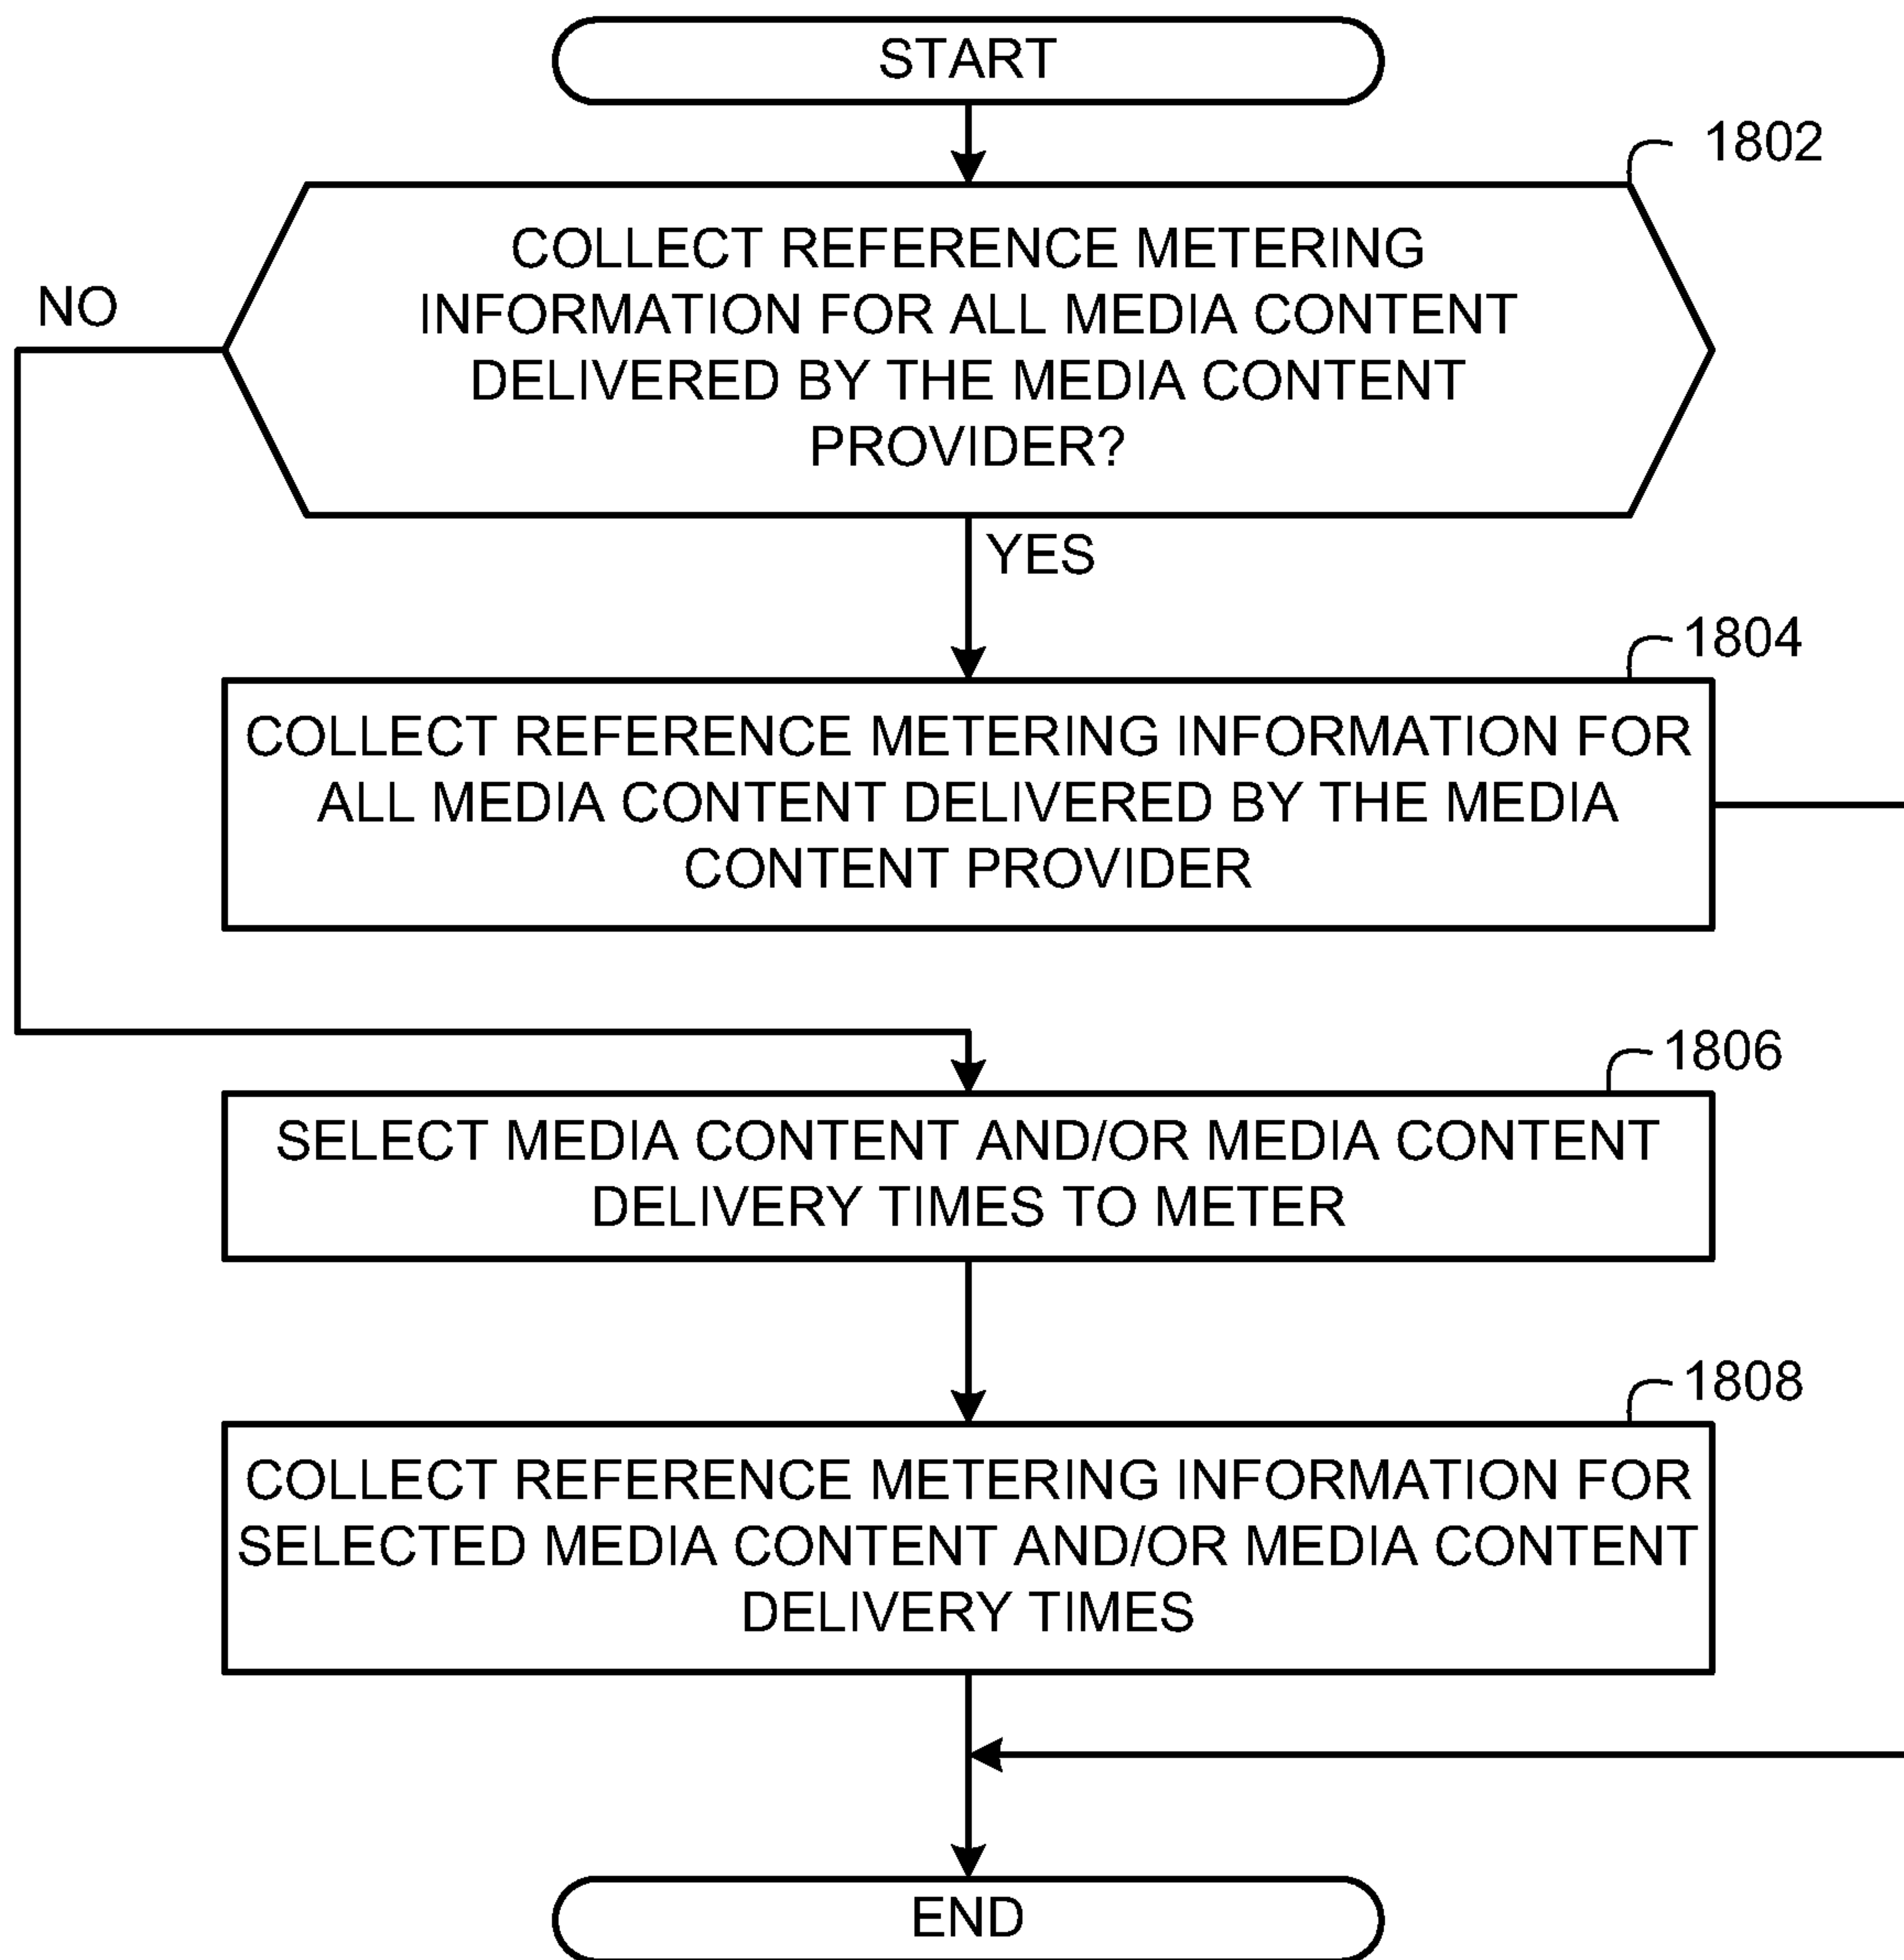 START
1802
COLLECT REFERENCE METERING
INFORMATION FOR ALL MEDIA CONTENT
DELIVERED BY THE MEDIA CONTENT
PROVIDER?
NO
YES
1804
COLLECT REFERENCE METERING INFORMATION FOR
ALL MEDIA CONTENT DELIVERED BY THE MEDIA
CONTENT PROVIDER
1806
SELECT MEDIA CONTENT AND/OR MEDIA CONTENT
DELIVERY TIMES TO METER
1808
COLLECT REFERENCE METERING INFORMATION FOR
SELECTED MEDIA CONTENT AND/OR MEDIA CONTENT
DELIVERY TIMES
END